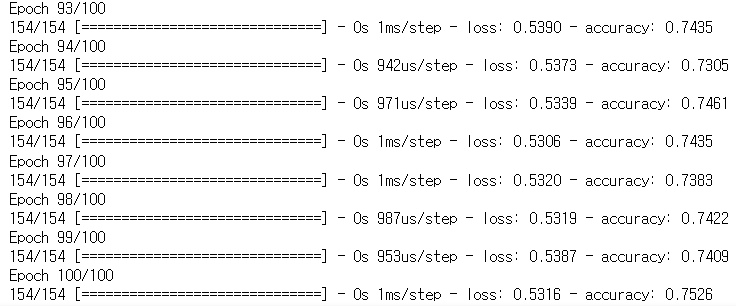 Epoch 93/100
154/154 [==============================] - 0s 1ms/step - loss: 0.5390 - accuracy: 0.7435
Epoch 94/100
154/154 [==============================] - 0s 942us/step - loss: 0.5373 - accuracy: 0.7305
Epoch 95/100
154/154 [==============================] - 0s 971us/step - loss: 0.5339 - accuracy: 0.7461
Epoch 96/100
154/154 [==============================] - 0s 1ms/step - loss: 0.5306 - accuracy: 0.7435
Epoch 97/100
154/154 [==============================] - 0s 1ms/step - loss: 0.5320 - accuracy: 0.7383
Epoch 98/100
154/154 [==============================] - 0s 987us/step - loss: 0.5319 - accuracy: 0.7422
Epoch 99/100
154/154 [==============================] - 0s 953us/step - loss: 0.5387 - accuracy: 0.7409
Epoch 100/100
154/154 [==============================] - 0s 1ms/step - loss: 0.5316 - accuracy: 0.7526